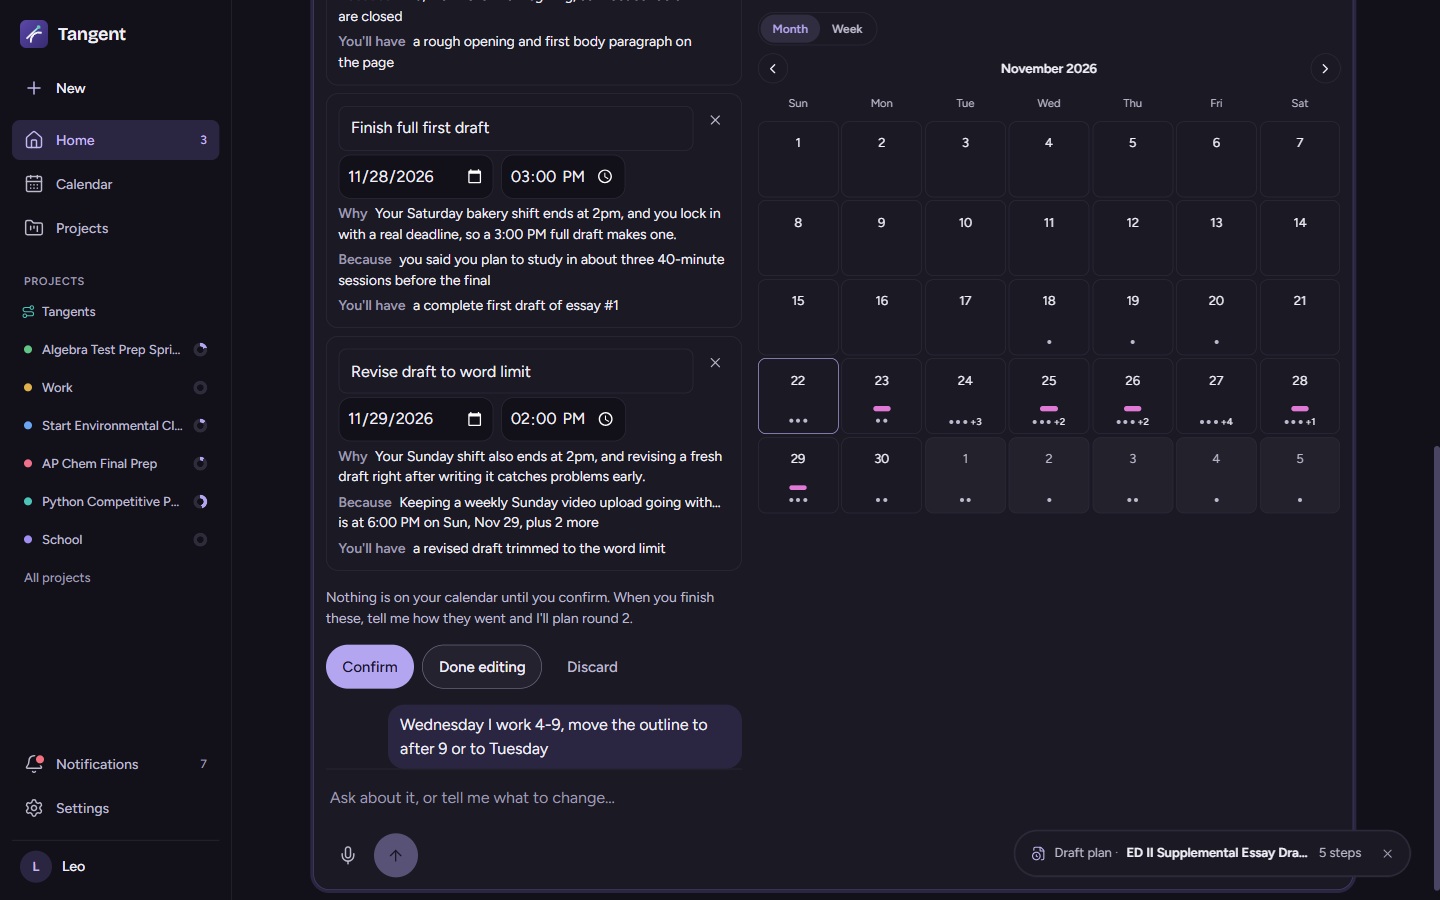 Tangent
New
Home 3
Calendar
Projects
PROJECTS
Tangents
Algebra Test Prep Spri...
Work
Start Environmental Cl...
AP Chem Final Prep
Python Competitive P...
School
All projects
Notifications 7
Settings
L Leo
are closed
You'll have a rough opening and first body paragraph on
the page
Finish full first draft
11/28/2026 03:00 PM
Why Your Saturday bakery shift ends at 2pm, and you lock in
with a real deadline, so a 3:00 PM full draft makes one.
Because you said you plan to study in about three 40-minute
sessions before the final
You'll have a complete first draft of essay #1
Revise draft to word limit
11/29/2026 02:00 PM
Why Your Sunday shift also ends at 2pm, and revising a fresh
draft right after writing it catches problems early.
Because Keeping a weekly Sunday video upload going with...
is at 6:00 PM on Sun, Nov 29, plus 2 more
You'll have a revised draft trimmed to the word limit
Nothing is on your calendar until you confirm. When you finish
these, tell me how they went and I'll plan round 2.
Confirm Done editing Discard
Wednesday I work 4-9, move the outline to
after 9 or to Tuesday
Ask about it, or tell me what to change...
Month Week
November 2026
Sun Mon Tue Wed Thu Fri Sat
1 2 3 4 5 6 7
8 9 10 11 12 13 14
15 16 17 18 19 20 21
22 23 24 25 26 27 28
+3 +2 +2 +4 +1
29 30 1 2 3 4 5
Draft plan · ED II Supplemental Essay Dra... 5 steps